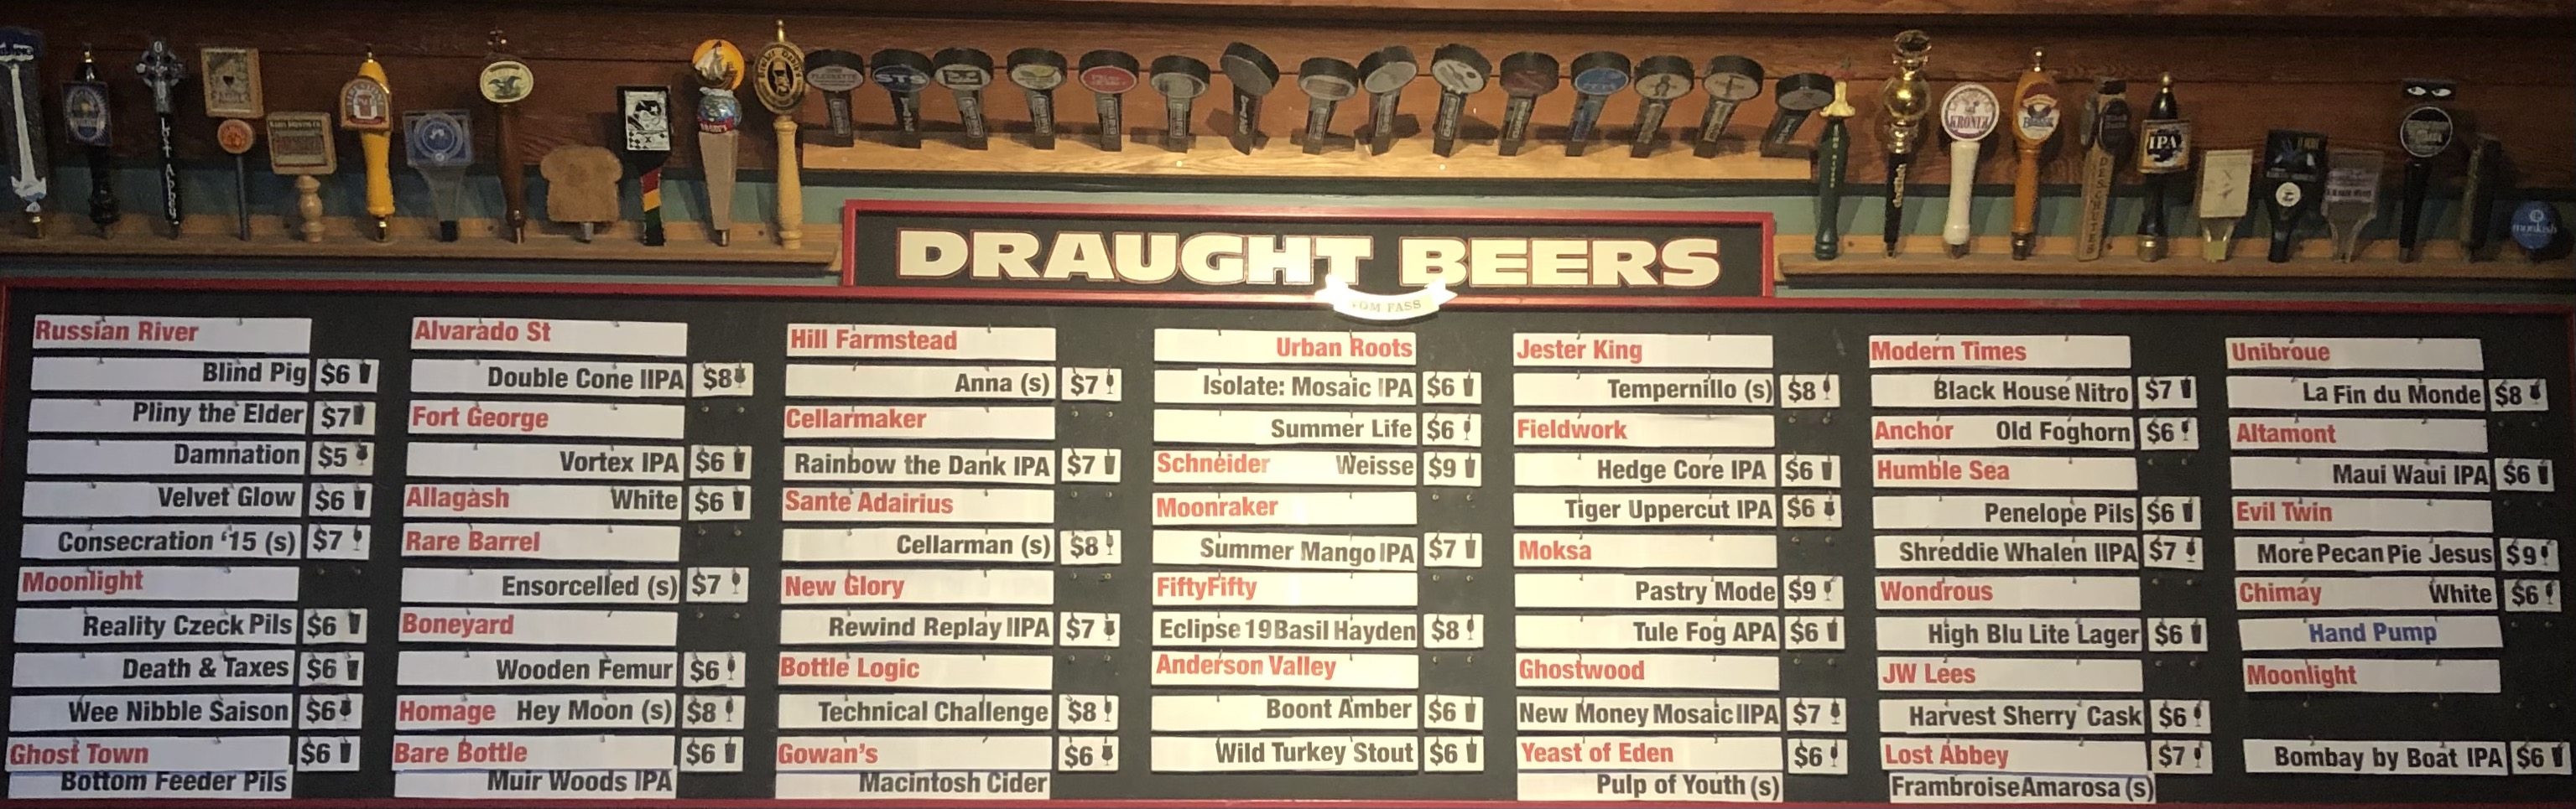 DRAUGHT BEERS
VOM FASS
STS
KRONIK
IPA
monkish
Russian River
Blind Pig $6
Pliny the Elder $7
Damnation $5
Velvet Glow $6
Consecration '15 (s) $7
Moonlight
Reality Czeck Pils $6
Death & Taxes $6
Wee Nibble Saison $6
Ghost Town $6
Bottom Feeder Pils
Alvarado St
Double Cone IIPA $8
Fort George
Vortex IPA $6
Allagash White $6
Rare Barrel
Ensorcelled (s) $7
Boneyard
Wooden Femur $6
Homage Hey Moon (s) $8
Bare Bottle $6
Muir Woods IPA
Hill Farmstead
Anna (s) $7
Cellarmaker
Rainbow the Dank IPA $7
Sante Adairius
Cellarman (s) $8
New Glory
Rewind Replay IIPA $7
Bottle Logic
Technical Challenge $8
Gowan's $6
Macintosh Cider
Urban Roots
Isolate: Mosaic IPA $6
Summer Life $6
Schneider Weisse $9
Moonraker
Summer Mango IPA $7
FiftyFifty
Eclipse 19 Basil Hayden $8
Anderson Valley
Boont Amber $6
Wild Turkey Stout $6
Jester King
Tempernillo (s) $8
Fieldwork
Hedge Core IPA $6
Tiger Uppercut IPA $6
Moksa
Pastry Mode $9
Tule Fog APA $6
Ghostwood
New Money Mosaic IIPA $7
Yeast of Eden $6
Pulp of Youth (s)
Modern Times
Black House Nitro $7
Anchor Old Foghorn $6
Humble Sea
Penelope Pils $6
Shreddie Whalen IIPA $7
Wondrous
High Blu Lite Lager $6
JW Lees
Harvest Sherry Cask $6
Lost Abbey $7
Framboise Amarosa (s)
Unibroue
La Fin du Monde $8
Altamont
Maui Waui IPA $6
Evil Twin
More Pecan Pie Jesus $9
Chimay White $6
Hand Pump
Moonlight
Bombay by Boat IPA $6